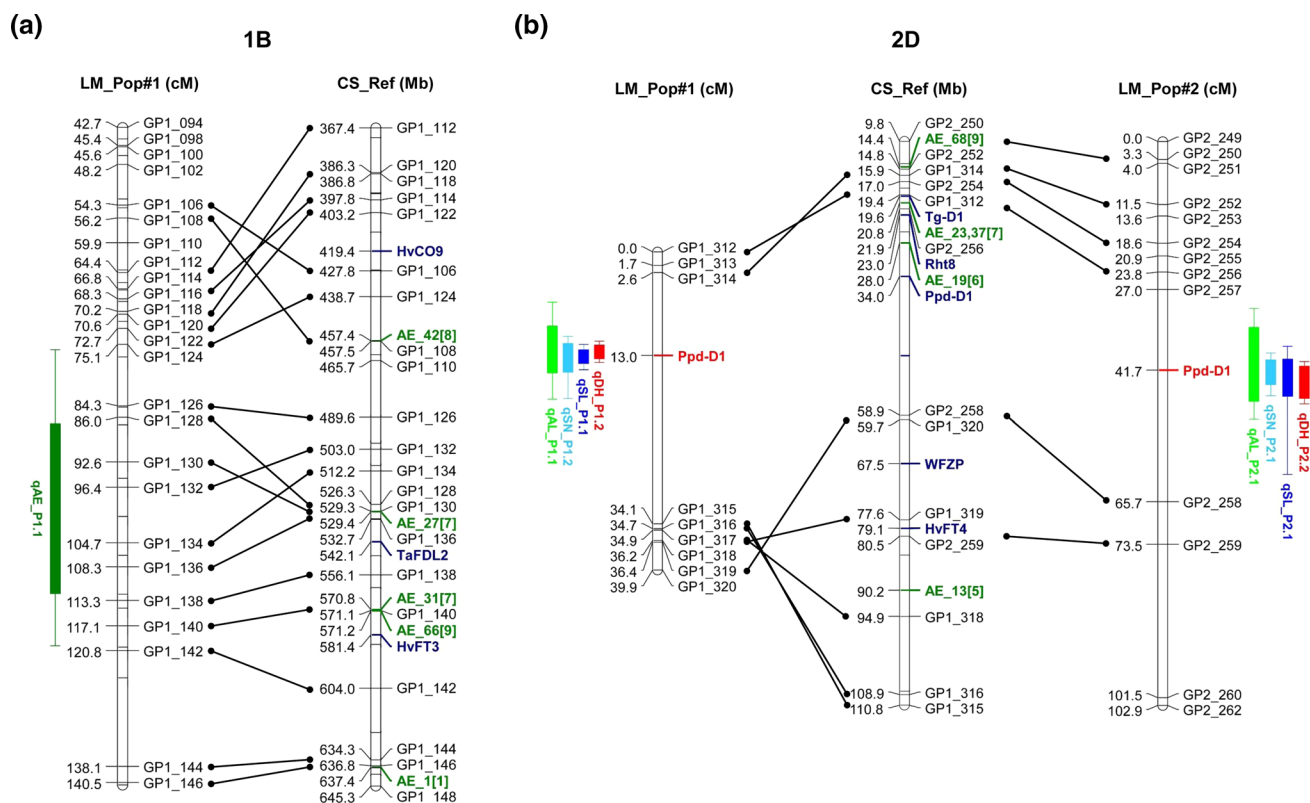 (a)
1B
LM_Pop#1 (cM)
CS_Ref (Mb)
42.7 GP1_094
45.4 GP1_098
45.6 GP1_100
48.2 GP1_102
54.3 GP1_106
56.2 GP1_108
59.9 GP1_110
64.4 GP1_112
66.8 GP1_114
68.3 GP1_116
70.2 GP1_118
70.6 GP1_120
72.7 GP1_122
75.1 GP1_124
84.3 GP1_126
86.0 GP1_128
92.6 GP1_130
96.4 GP1_132
104.7 GP1_134
108.3 GP1_136
113.3 GP1_138
117.1 GP1_140
120.8 GP1_142
138.1 GP1_144
140.5 GP1_146
qAE_P1.1
367.4 GP1_112
386.3 GP1_120
386.8 GP1_118
397.8 GP1_114
403.2 GP1_122
419.4 HvCO9
427.8 GP1_106
438.7 GP1_124
457.4 AE_42[8]
457.5 GP1_108
465.7 GP1_110
489.6 GP1_126
503.0 GP1_132
512.2 GP1_134
526.3 GP1_128
529.3 GP1_130
529.4 AE_27[7]
532.7 GP1_136
542.1 TaFDL2
556.1 GP1_138
570.8 AE_31[7]
571.1 GP1_140
571.2 AE_66[9]
581.4 HvFT3
604.0 GP1_142
634.3 GP1_144
636.8 GP1_146
637.4 AE_1[1]
645.3 GP1_148
(b)
2D
LM_Pop#1 (cM)
CS_Ref (Mb)
LM_Pop#2 (cM)
0.0 GP1_312
1.7 GP1_313
2.6 GP1_314
13.0 Ppd-D1
34.1 GP1_315
34.7 GP1_316
34.9 GP1_317
36.2 GP1_318
36.4 GP1_319
39.9 GP1_320
qAL_P1.1
qSN_P1.2
qSL_P1.1
qDH_P1.2
9.8 GP2_250
14.4 AE_68[9]
14.8 GP2_252
15.9 GP1_314
17.0 GP2_254
19.4 GP1_312
19.6 Tg-D1
20.8 AE_23,37[7]
21.9 GP2_256
23.0 Rht8
28.0 AE_19[6]
34.0 Ppd-D1
58.9 GP2_258
59.7 GP1_320
67.5 WFZP
77.6 GP1_319
79.1 HvFT4
80.5 GP2_259
90.2 AE_13[5]
94.9 GP1_318
108.9 GP1_316
110.8 GP1_315
0.0 GP2_249
3.3 GP2_250
4.0 GP2_251
11.5 GP2_252
13.6 GP2_253
18.6 GP2_254
20.9 GP2_255
23.8 GP2_256
27.0 GP2_257
41.7 Ppd-D1
65.7 GP2_258
73.5 GP2_259
101.5 GP2_260
102.9 GP2_262
qAL_P2.1
qSN_P2.1
qSL_P2.1
qDH_P2.2